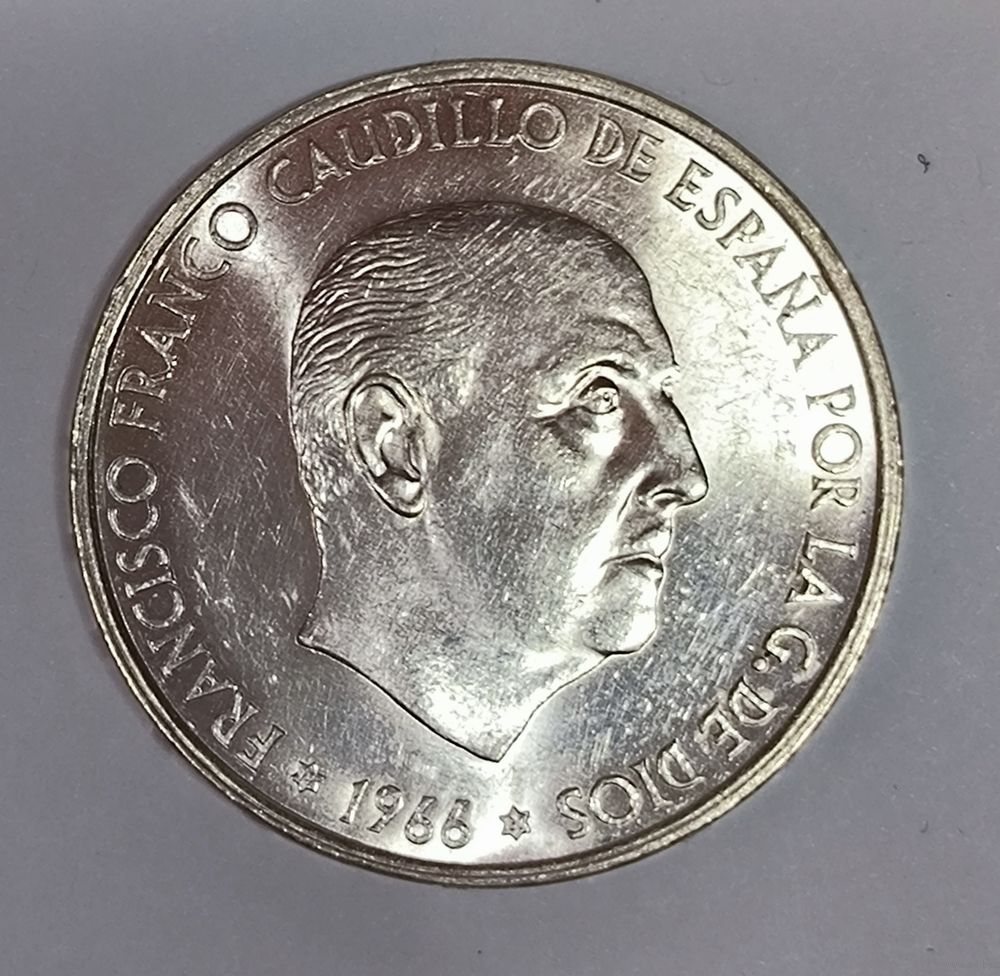 FRANCISCO FRANCO CAUDILLO DE ESPAÑA POR LA G. DE DIOS
* 1966 *